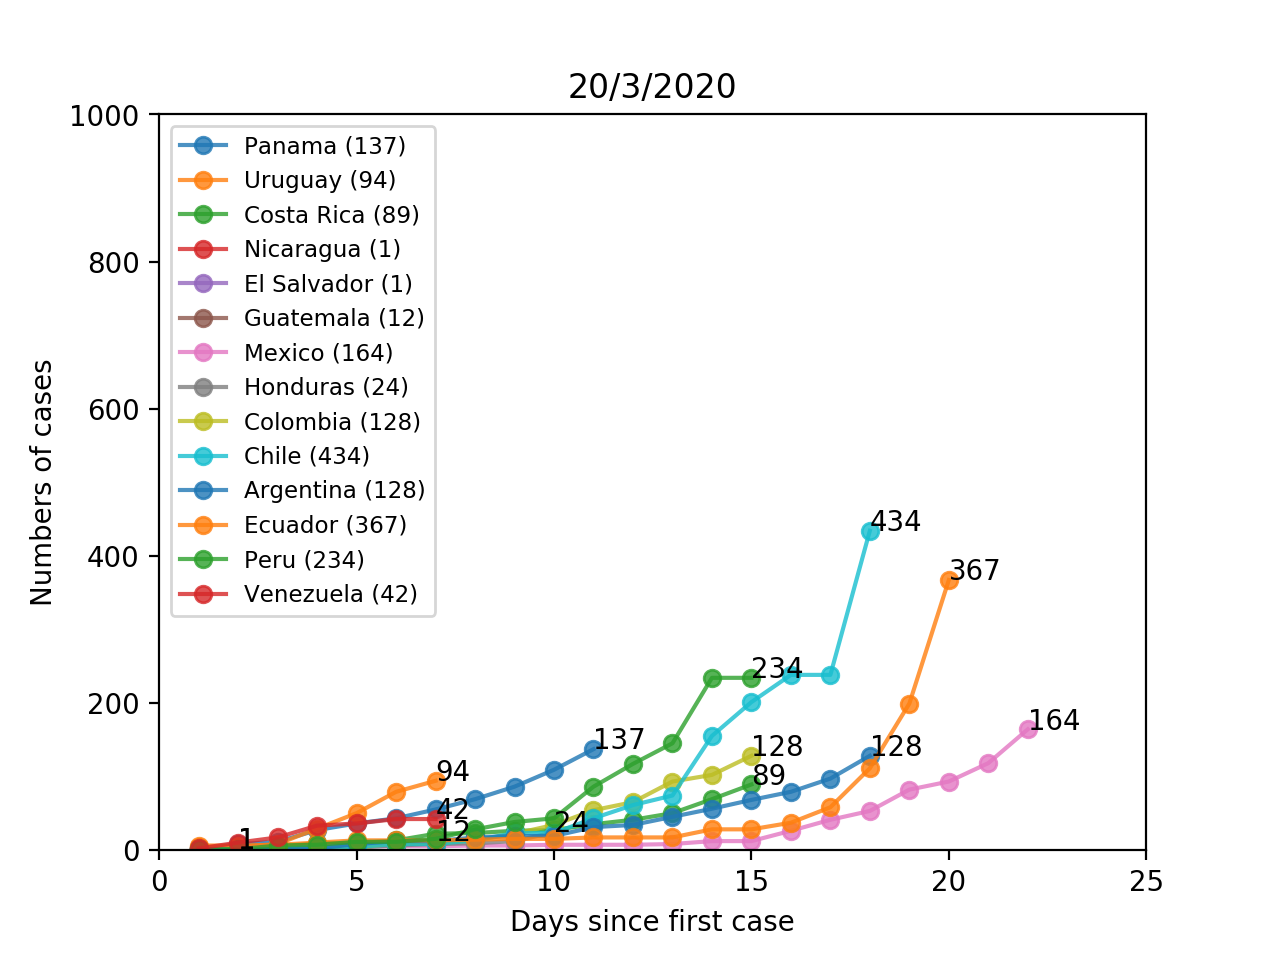 20/3/2020
1000
800
600
400
200
0
Numbers of cases
Panama (137)
Uruguay (94)
Costa Rica (89)
Nicaragua (1)
El Salvador (1)
Guatemala (12)
Mexico (164)
Honduras (24)
Colombia (128)
Chile (434)
Argentina (128)
Ecuador (367)
Peru (234)
Venezuela (42)
434
367
234
164
137
128
128
94
89
42
24
12
1
0
5
10
15
20
25
Days since first case